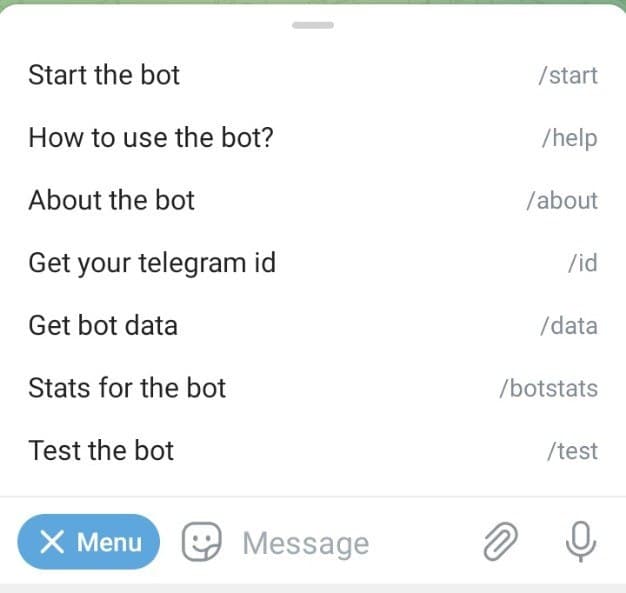 Start the bot /start
How to use the bot? /help
About the bot /about
Get your telegram id /id
Get bot data /data
Stats for the bot /botstats
Test the bot /test
Menu Message